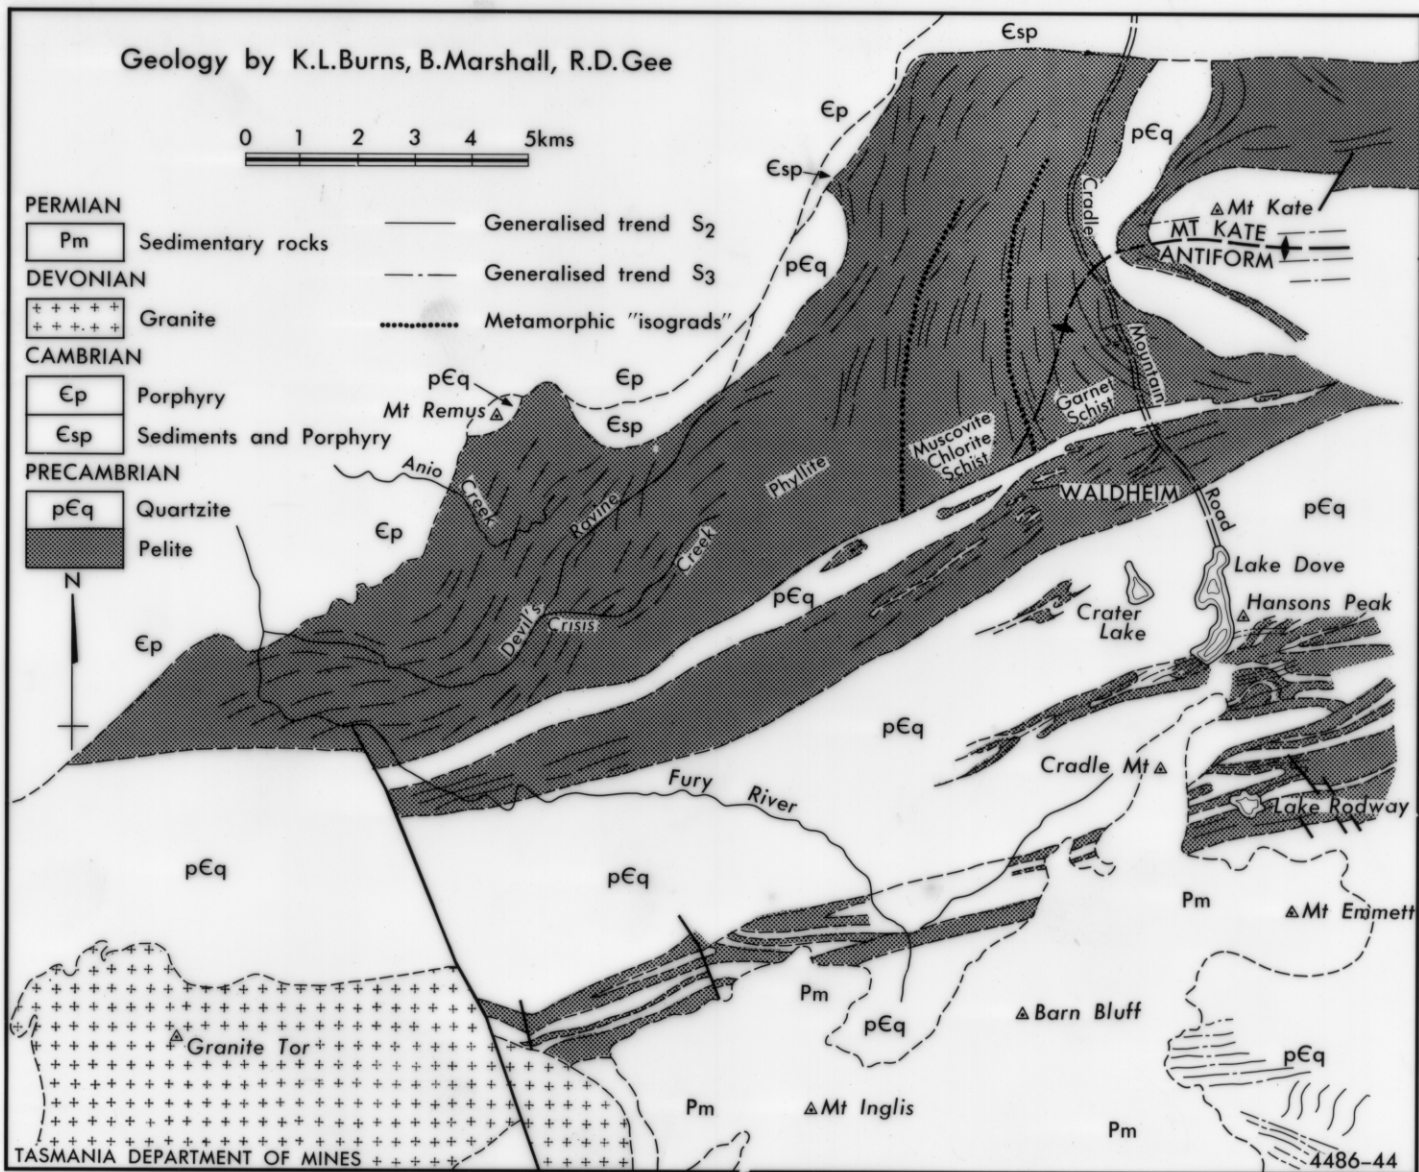 Geology by K.L.Burns, B.Marshall, R.D.Gee
0 1 2 3 4 5kms
PERMIAN
Pm Sedimentary rocks
DEVONIAN
Granite
CAMBRIAN
Єp Porphyry
Єsp Sediments and Porphyry
PRECAMBRIAN
pЄq Quartzite
Pelite
N
Generalised trend S2
Generalised trend S3
Metamorphic "isograds"
Єsp
Єp
Єsp
pЄq
pЄq
Cradle Mountain Road
Mt Kate
MT KATE
ANTIFORM
pЄq
Mt Remus
Єp
Єsp
Anio Creek
Єp
Devil's Ravine
Crisis Creek
Phyllite
Muscovite
Chlorite
Schist
Garnet
Schist
WALDHEIM
pЄq
Lake Dove
Hansons Peak
Crater
Lake
pЄq
Єp
pЄq
Cradle Mt
Fury River
Lake Rodway
pЄq
pЄq
Pm
Mt Emmett
Pm
Barn Bluff
pЄq
pЄq
Granite Tor
Pm
Mt Inglis
Pm
TASMANIA DEPARTMENT OF MINES
4486-44